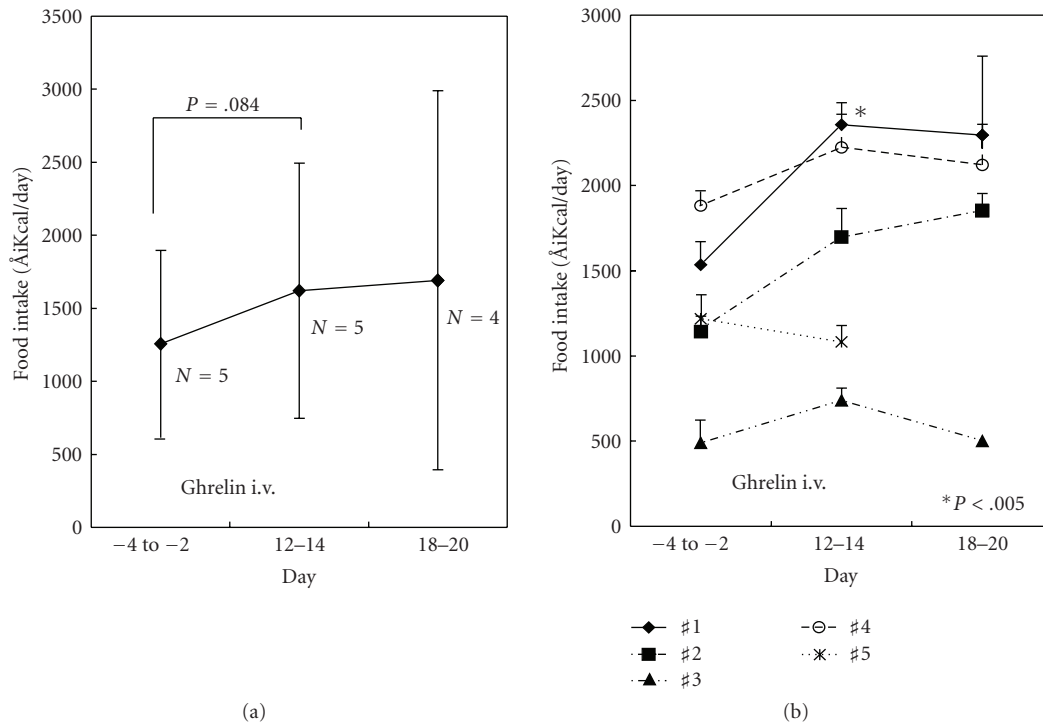 3500
3000
2500
2000
1500
1000
500
0
Food intake (ÅiKcal/day)
P = .084
N = 5
N = 5
N = 4
Ghrelin i.v.
−4 to −2
12–14
18–20
Day
(a)
3000
2500
2000
1500
1000
500
0
Food intake (ÅiKcal/day)
*
Ghrelin i.v.
*P < .005
−4 to −2
12–14
18–20
Day
♯1
♯2
♯3
♯4
♯5
(b)